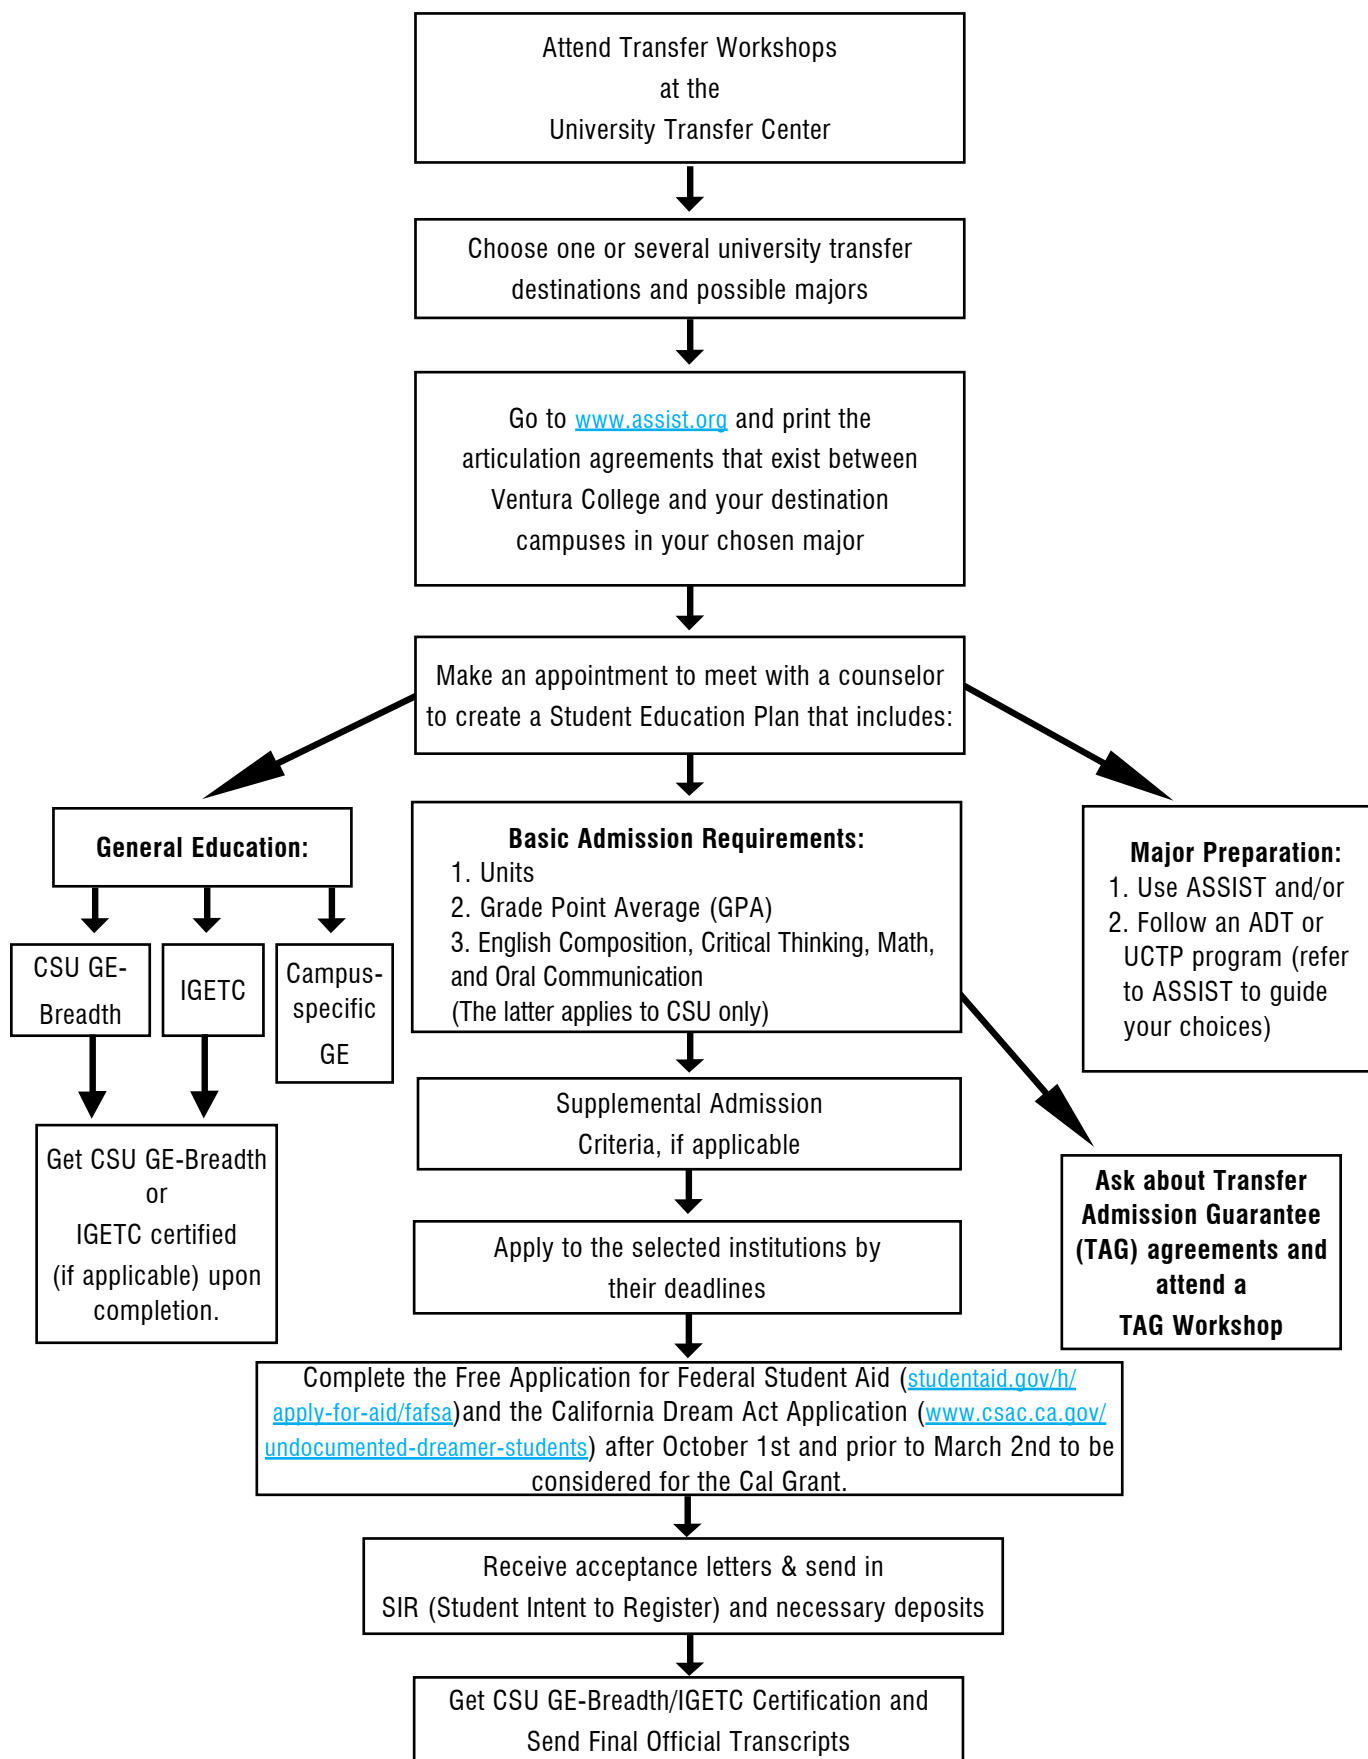 Attend Transfer Workshops
at the
University Transfer Center
Choose one or several university transfer
destinations and possible majors
Go to www.assist.org and print the
articulation agreements that exist between
Ventura College and your destination
campuses in your chosen major
Make an appointment to meet with a counselor
to create a Student Education Plan that includes:
General Education:
CSU GE-
Breadth
IGETC
Campus-
specific
GE
Get CSU GE-Breadth
or
IGETC certified
(if applicable) upon
completion.
Basic Admission Requirements:
1. Units
2. Grade Point Average (GPA)
3. English Composition, Critical Thinking, Math,
and Oral Communication
(The latter applies to CSU only)
Major Preparation:
1. Use ASSIST and/or
2. Follow an ADT or
UCTP program (refer
to ASSIST to guide
your choices)
Supplemental Admission
Criteria, if applicable
Ask about Transfer
Admission Guarantee
(TAG) agreements and
attend a
TAG Workshop
Apply to the selected institutions by
their deadlines
Complete the Free Application for Federal Student Aid (studentaid.gov/h/
apply-for-aid/fafsa)and the California Dream Act Application (www.csac.ca.gov/
undocumented-dreamer-students) after October 1st and prior to March 2nd to be
considered for the Cal Grant.
Receive acceptance letters & send in
SIR (Student Intent to Register) and necessary deposits
Get CSU GE-Breadth/IGETC Certification and
Send Final Official Transcripts